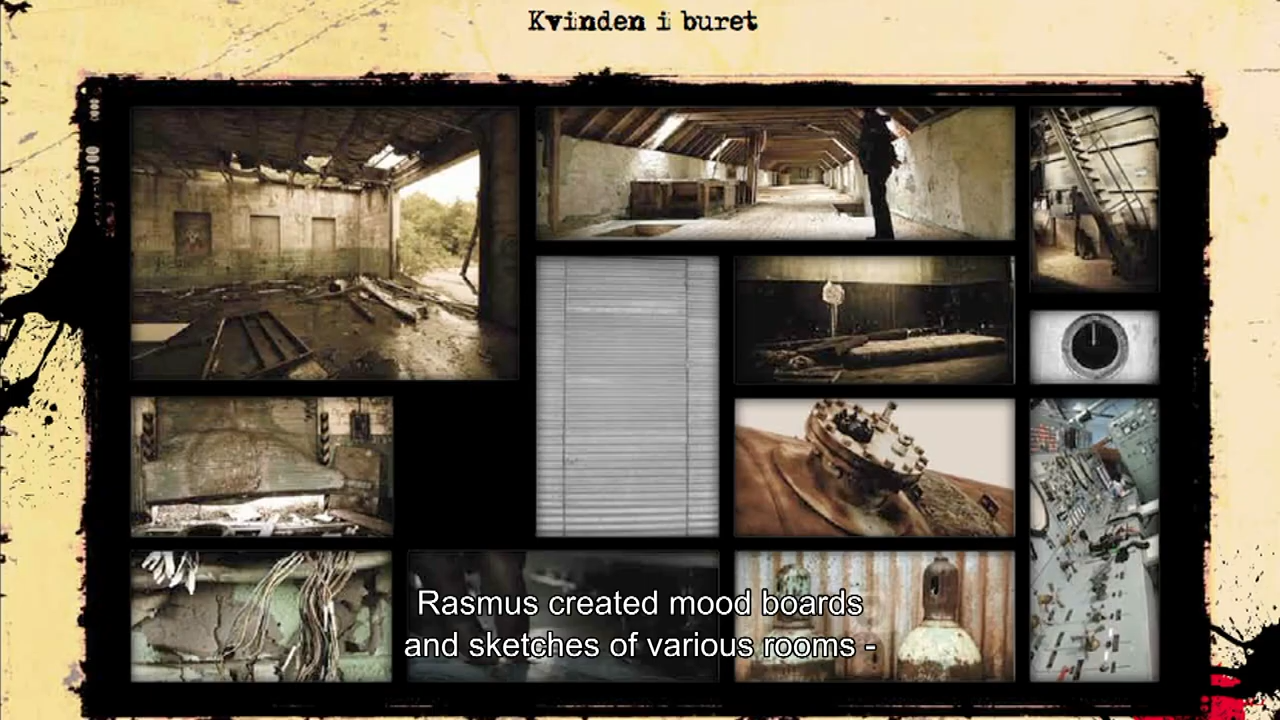 Kvinden i buret
Rasmus created mood boards
and sketches of various rooms -